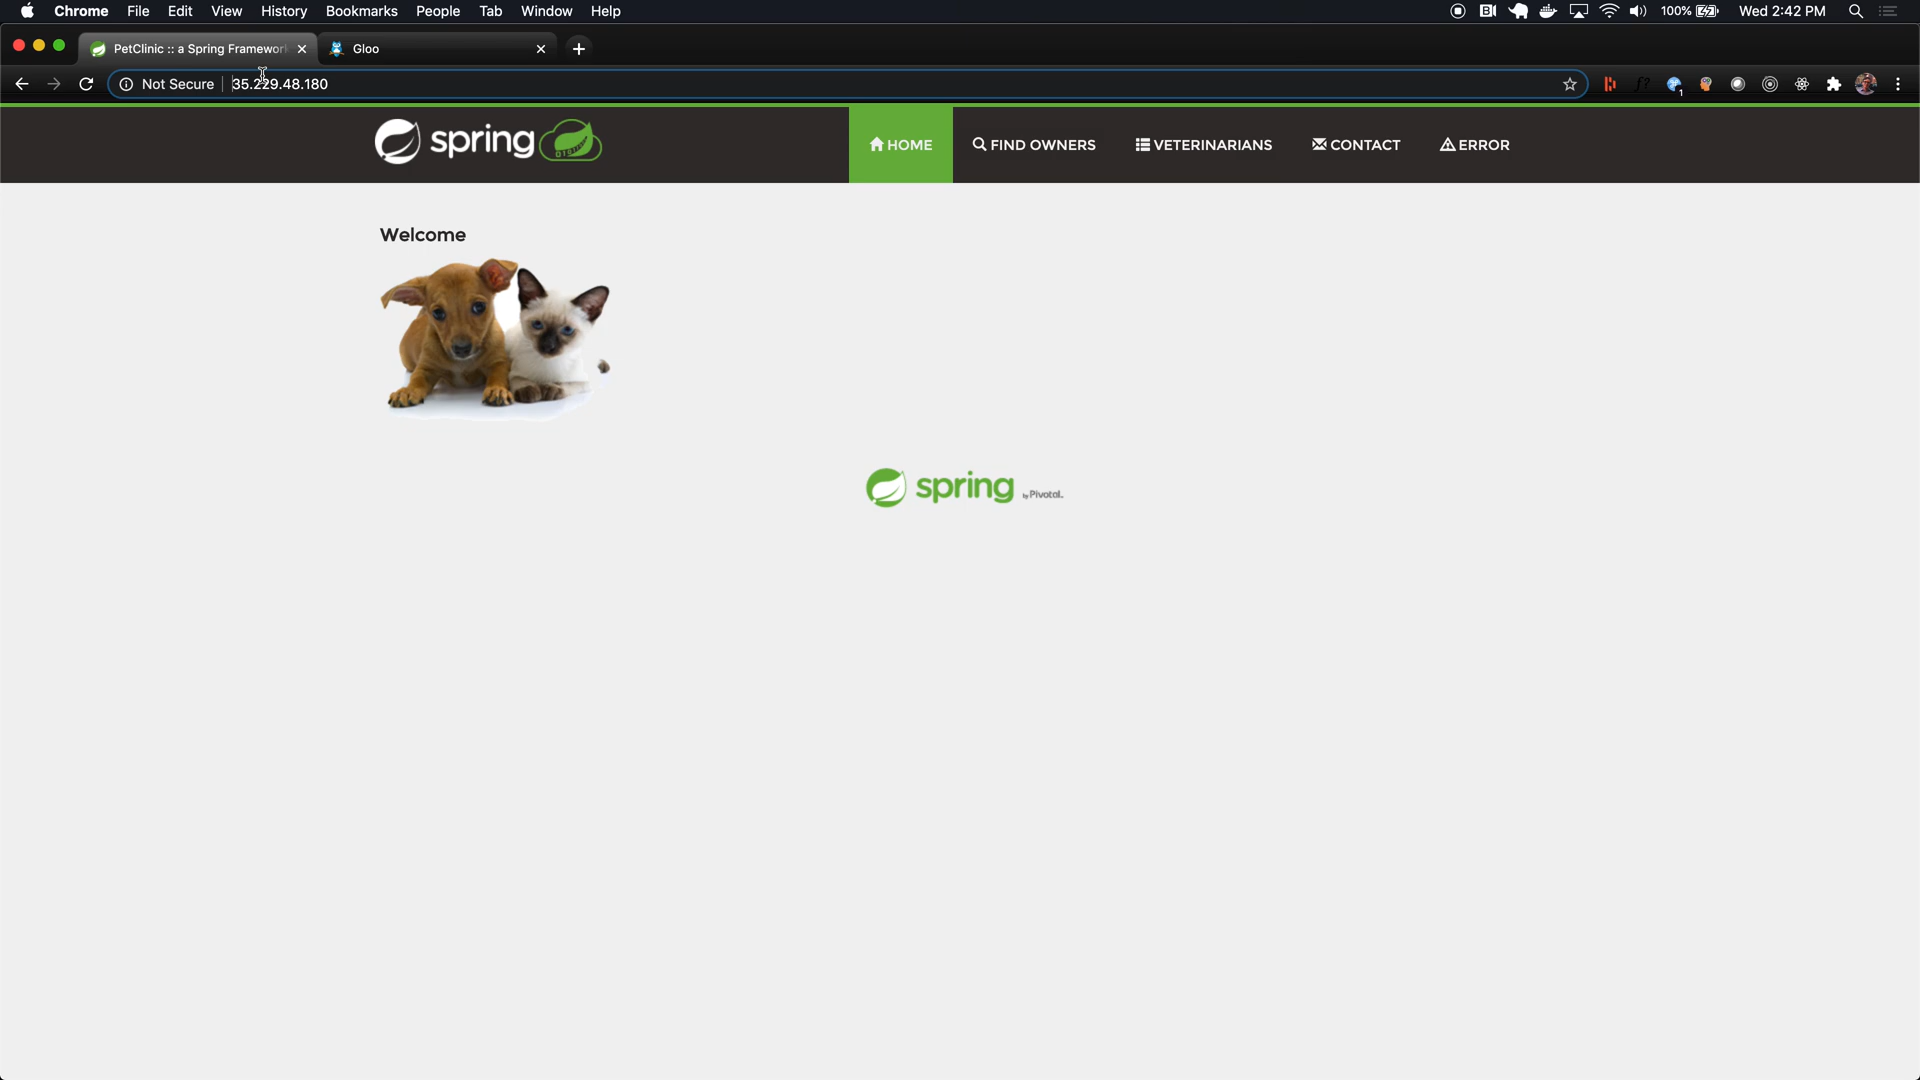 Chrome File Edit View History Bookmarks People Tab Window Help 100% Wed 2:42 PM
PetClinic :: a Spring Framework Gloo
Not Secure 35.229.48.180 f? 1
spring HOME FIND OWNERS VETERINARIANS CONTACT ERROR
Welcome
spring by Pivotal.